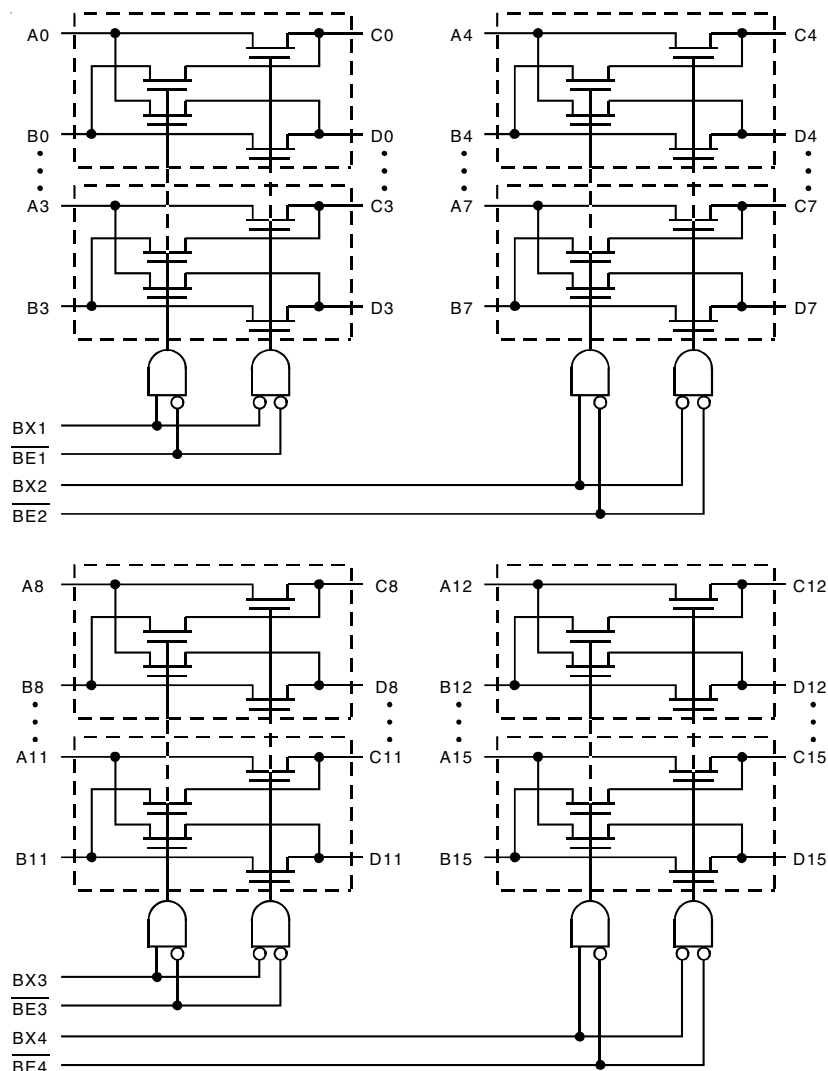 A0 C0 A4 C4
B0 D0 B4 D4
A3 C3 A7 C7
B3 D3 B7 D7
BX1
BE1
BX2
BE2
A8 C8 A12 C12
B8 D8 B12 D12
A11 C11 A15 C15
B11 D11 B15 D15
BX3
BE3
BX4
BE4